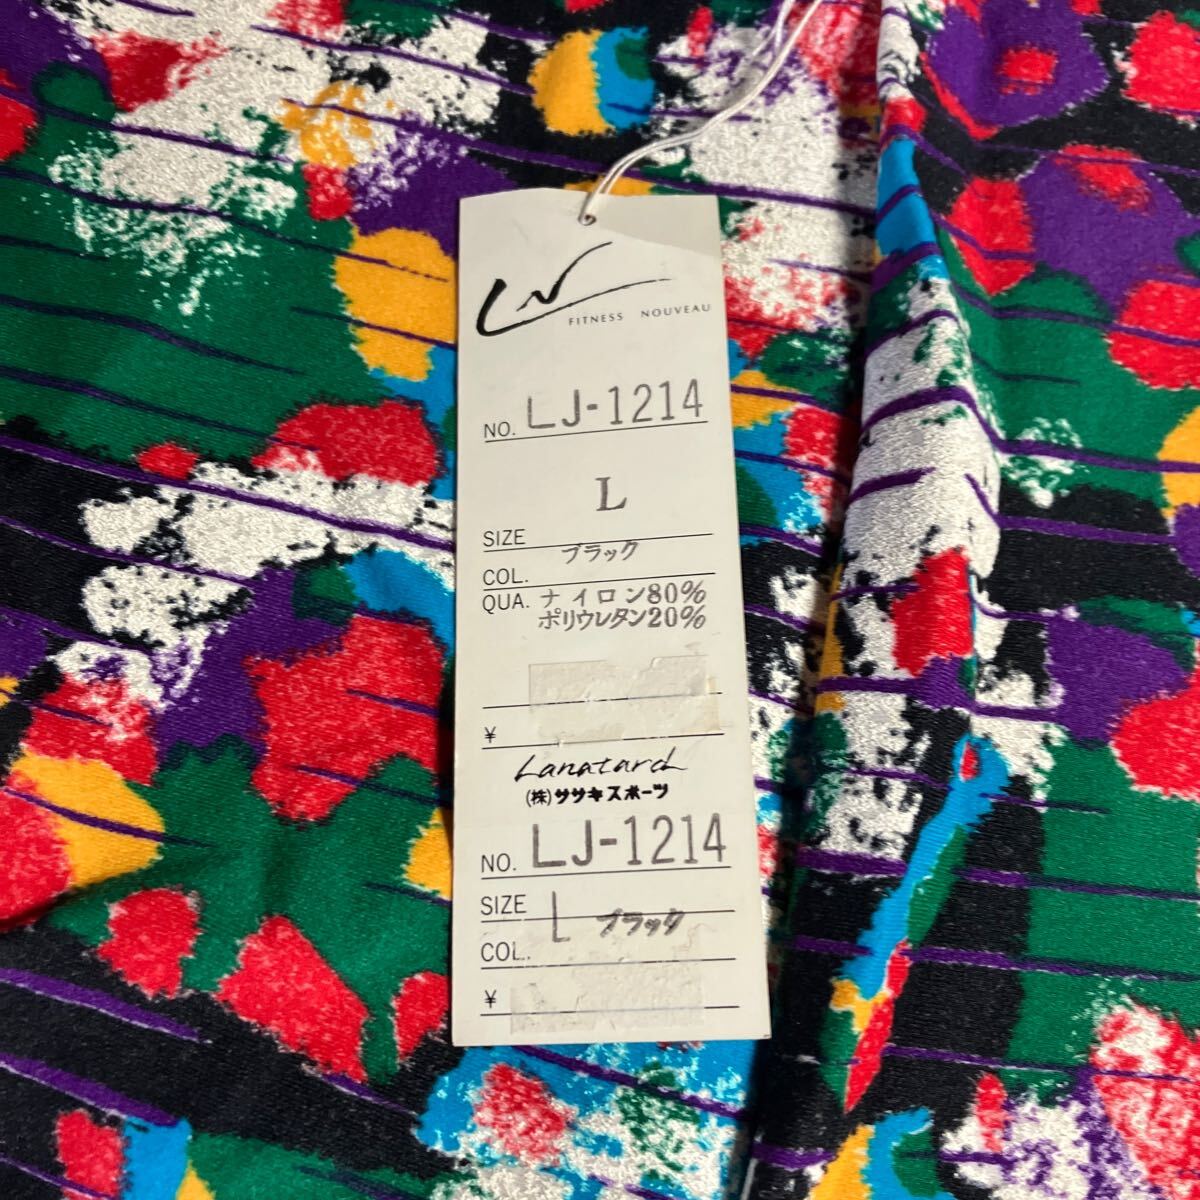 LN
FITNESS NOUVEAU
NO. LJ-1214
SIZE L
COL. ブラック
QUA. ナイロン80%
ポリウレタン20%
¥
Lanatard
(株)ササキスポーツ
NO. LJ-1214
SIZE L
COL. ブラック
¥